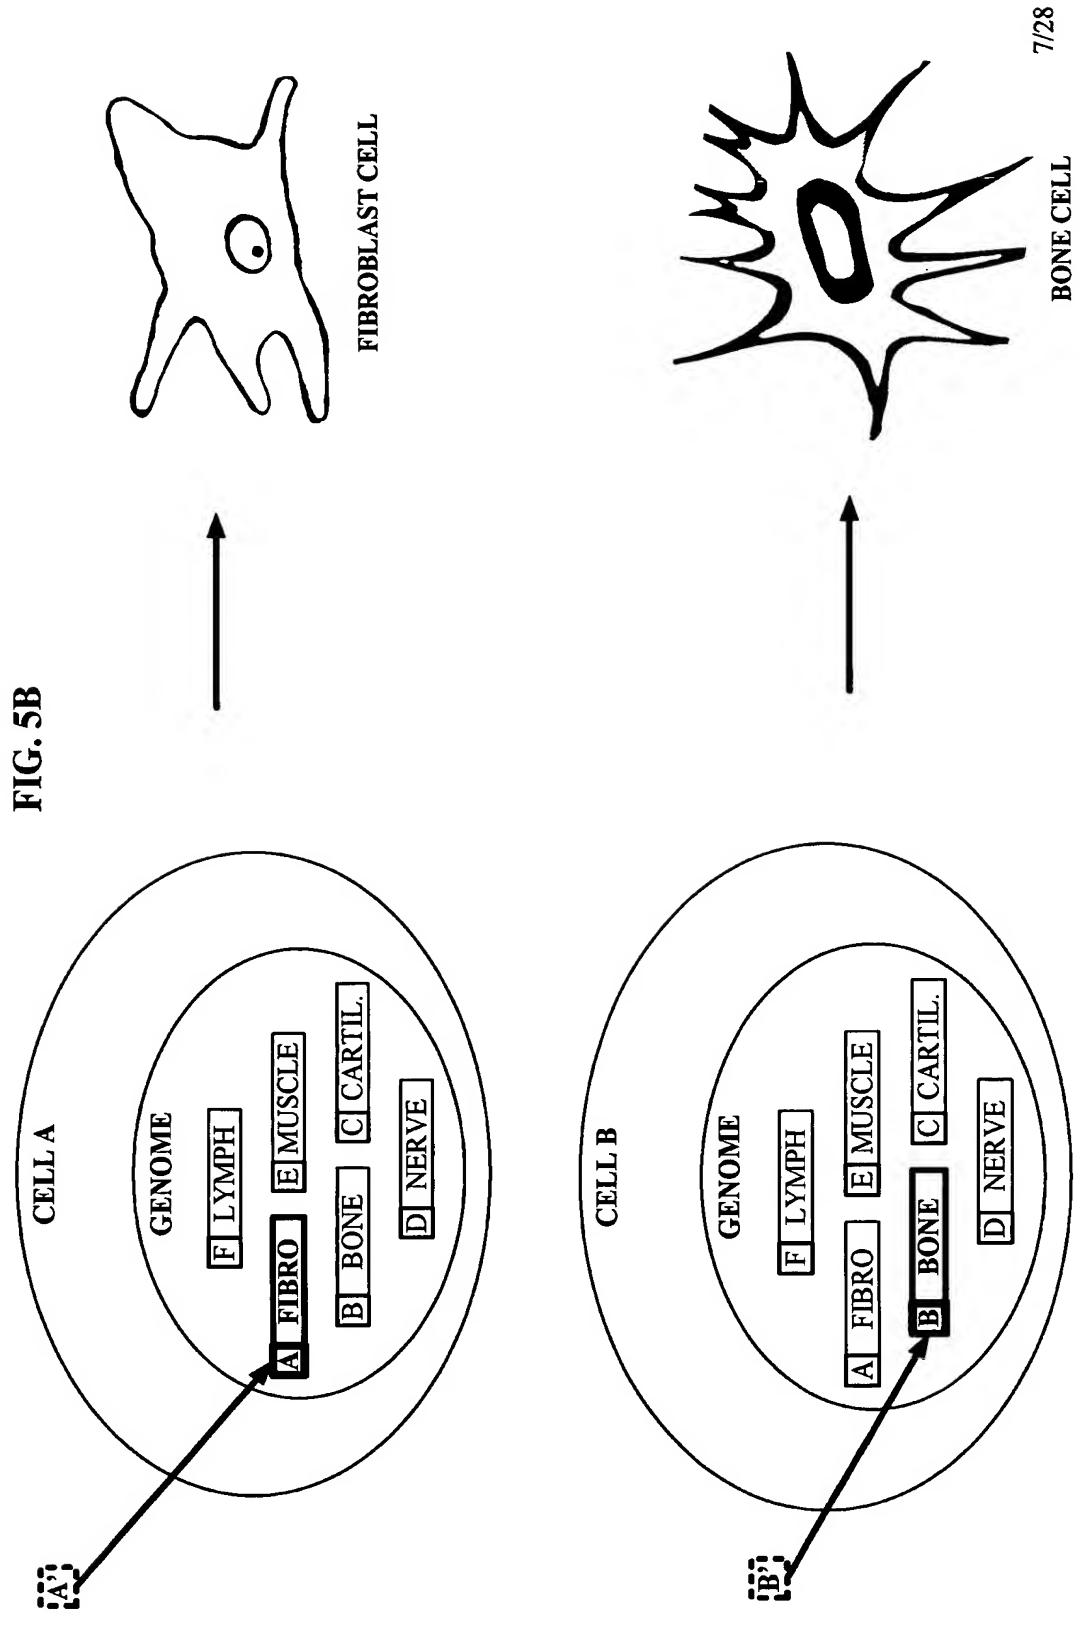 FIG. 5B
A'
CELL A
GENOME
F LYMPH
A FIBRO
E MUSCLE
B BONE
C CARTIL.
D NERVE
FIBROBLAST CELL
B'
CELL B
GENOME
F LYMPH
A FIBRO
E MUSCLE
B BONE
C CARTIL.
D NERVE
BONE CELL
7/28